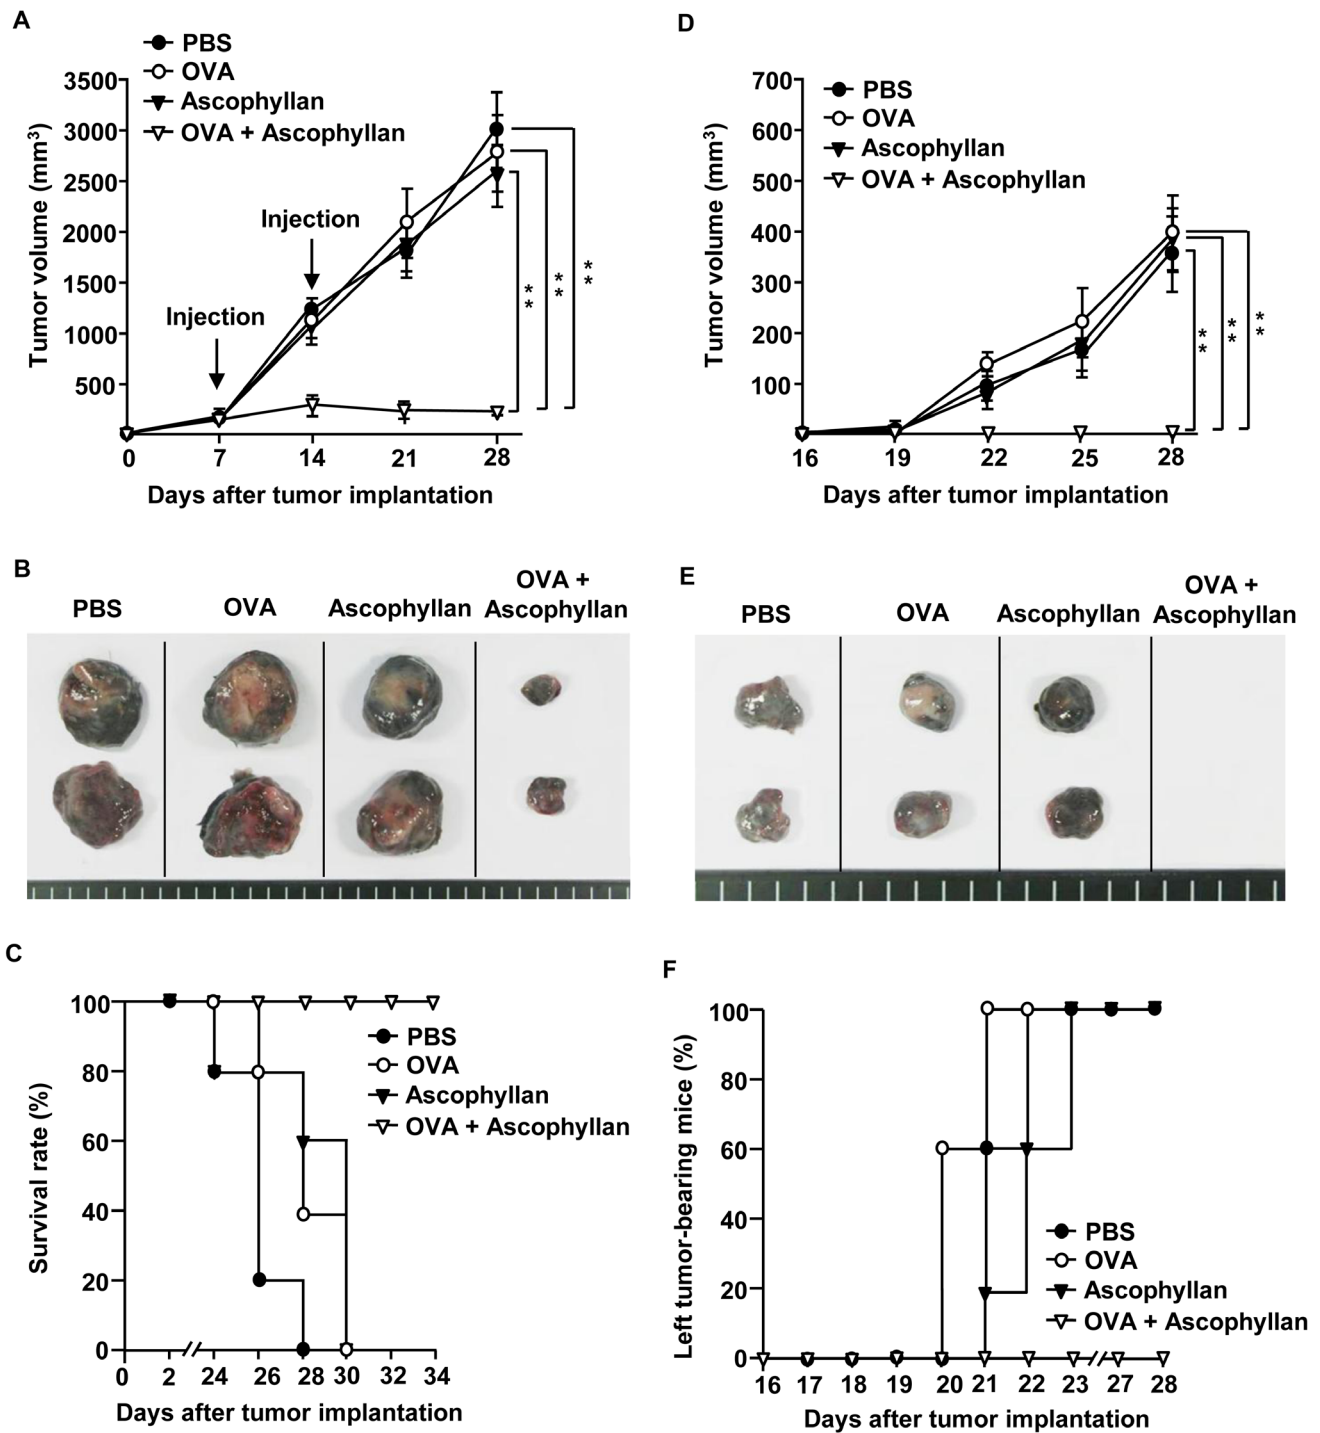 A
PBS
OVA
Ascophyllan
OVA + Ascophyllan
3500
3000
2500
2000
1500
1000
500
Tumor volume (mm³)
Injection
Injection
**
**
**
0 7 14 21 28
Days after tumor implantation
D
PBS
OVA
Ascophyllan
OVA + Ascophyllan
700
600
500
400
300
200
100
Tumor volume (mm³)
**
**
**
16 19 22 25 28
Days after tumor implantation
B
PBS
OVA
Ascophyllan
OVA +
Ascophyllan
E
PBS
OVA
Ascophyllan
OVA +
Ascophyllan
C
100
80
60
40
20
0
Survival rate (%)
PBS
OVA
Ascophyllan
OVA + Ascophyllan
0 2 24 26 28 30 32 34
Days after tumor implantation
F
100
80
60
40
20
0
Left tumor-bearing mice (%)
PBS
OVA
Ascophyllan
OVA + Ascophyllan
16 17 18 19 20 21 22 23 27 28
Days after tumor implantation